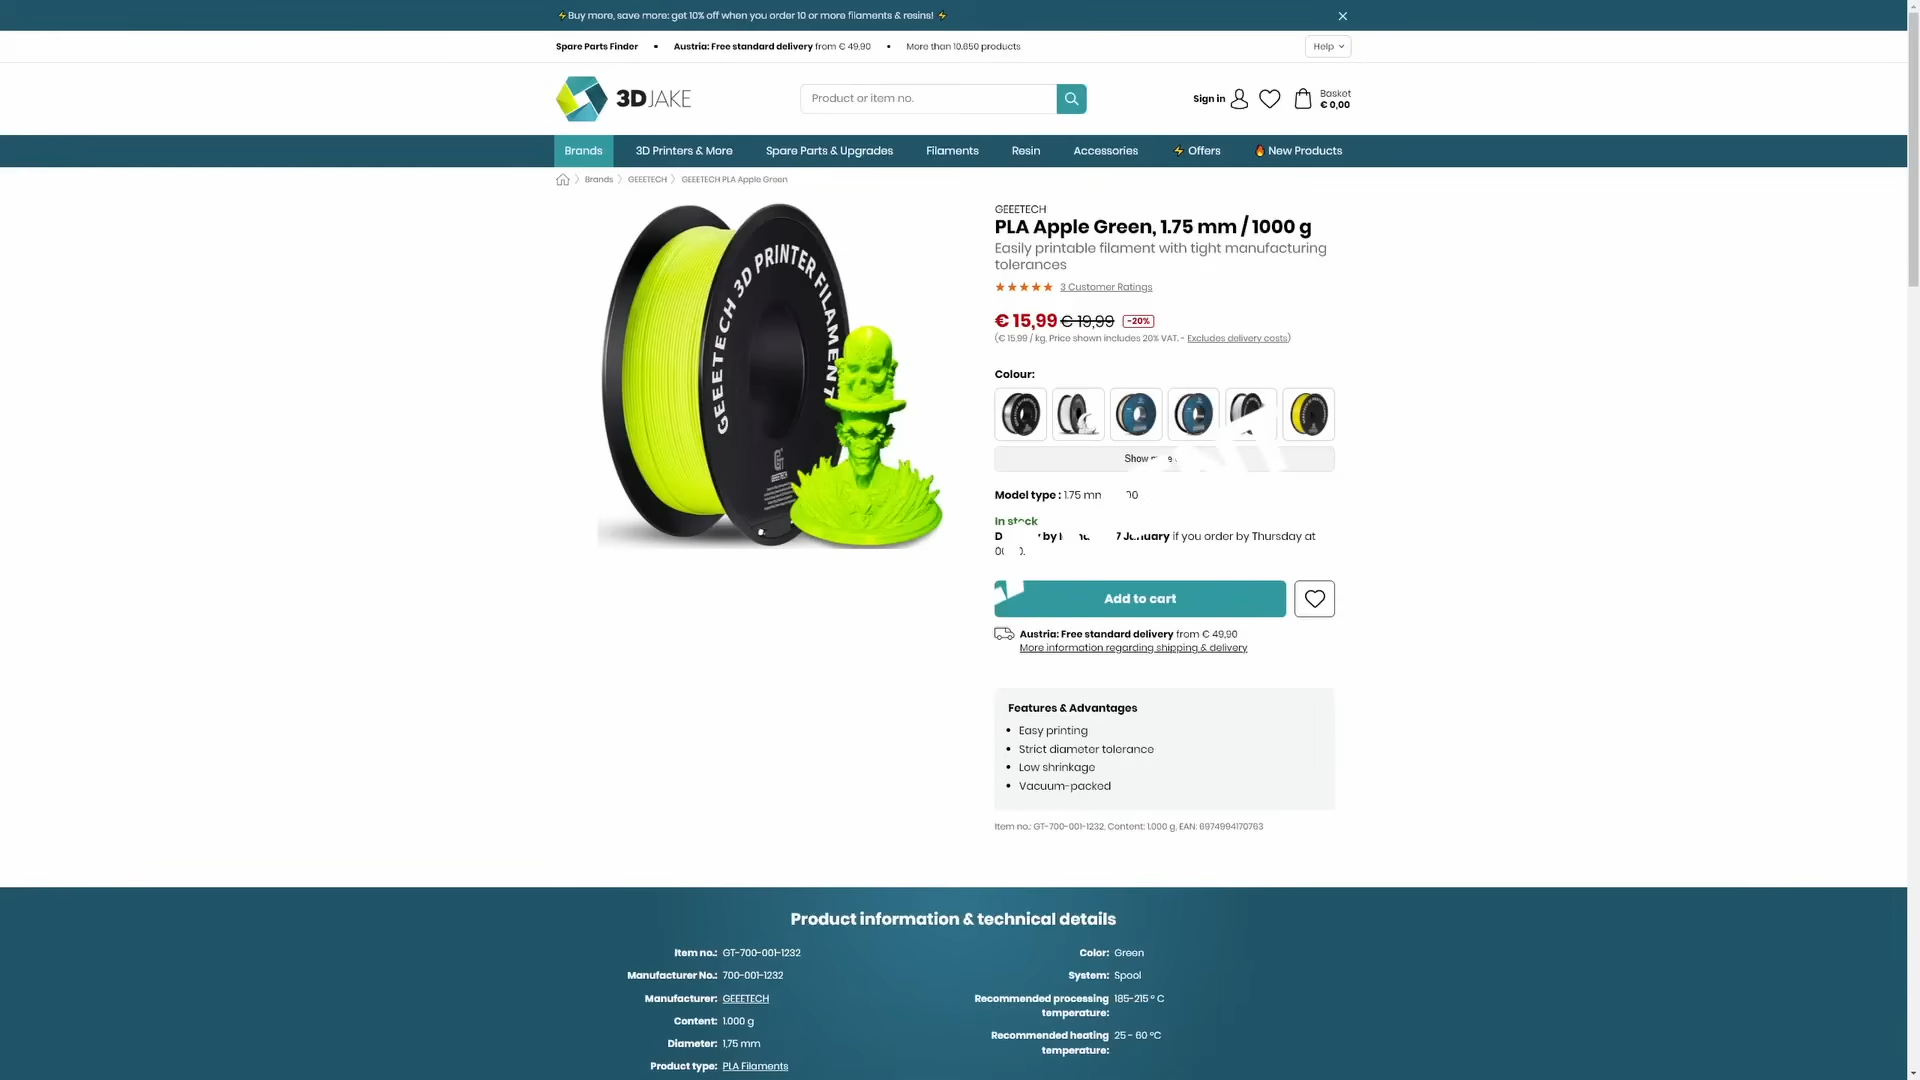 ⚡Buy more, save more: get 10% off when you order 10 or more filaments & resins! ⚡
Spare Parts Finder • Austria: Free standard delivery from € 49,90 • More than 10.650 products
Help
3DJAKE
Product or item no.
Sign in
Basket
€ 0,00
Brands
3D Printers & More
Spare Parts & Upgrades
Filaments
Resin
Accessories
⚡ Offers
🔥 New Products
Brands
GEEETECH
GEEETECH PLA Apple Green
GEEETECH 3D PRINTER FILAMENT
GEEETECH
PLA Apple Green, 1.75 mm / 1000 g
Easily printable filament with tight manufacturing
tolerances
3 Customer Ratings
€ 15,99 € 19,99 -20%
(€ 15,99 / kg, Price shown includes 20% VAT. - Excludes delivery costs)
Colour:
Show
Model type : 1.75
In stock
by if you order by Thursday at
Add to cart
Austria: Free standard delivery from € 49,90
More information regarding shipping & delivery
Features & Advantages
• Easy printing
• Strict diameter tolerance
• Low shrinkage
• Vacuum-packed
Item no.: GT-700-001-1232, Content: 1.000 g, EAN: 6974994170763
Product information & technical details
Item no.: GT-700-001-1232
Manufacturer No.: 700-001-1232
Manufacturer: GEEETECH
Content: 1.000 g
Diameter: 1,75 mm
Product type: PLA Filaments
Color: Green
System: Spool
Recommended processing 185-215 ° C
temperature:
Recommended heating 25 - 60 °C
temperature: